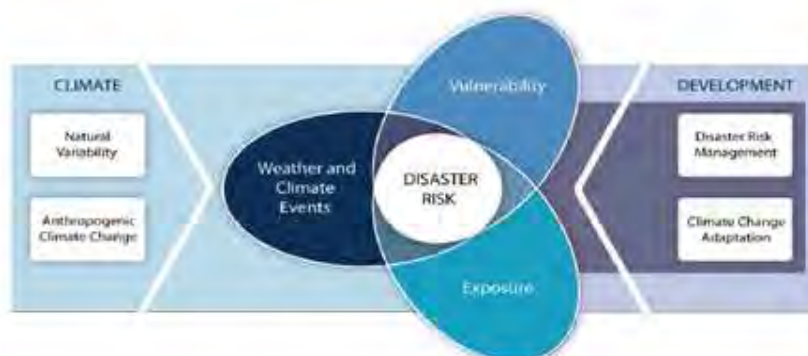 CLIMATE
Natural
Variability
Anthropogenic
Climate Change
Weather and
Climate
Events
Vulnerability
DISASTER
RISK
Exposure
DEVELOPMENT
Disaster Risk
Management
Climate Change
Adaptation